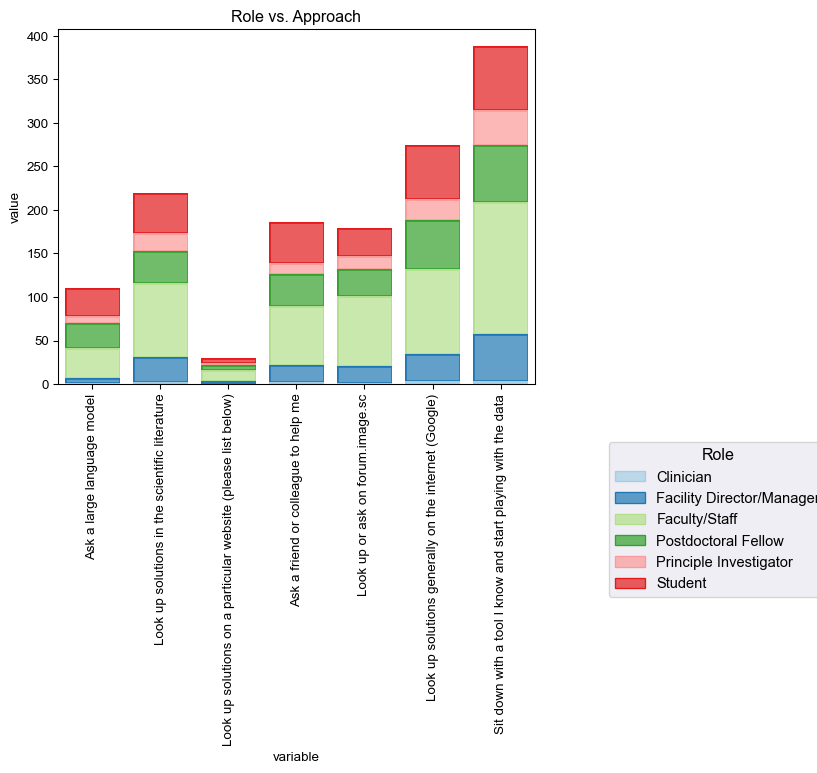 Role vs. Approach
400
350
300
250
200
150
100
50
0
value
Ask a large language model
Look up solutions in the scientific literature
Look up solutions on a particular website (please list below)
Ask a friend or colleague to help me
Look up or ask on forum.image.sc
Look up solutions generally on the internet (Google)
Sit down with a tool I know and start playing with the data
variable
Role
Clinician
Facility Director/Manager
Faculty/Staff
Postdoctoral Fellow
Principle Investigator
Student